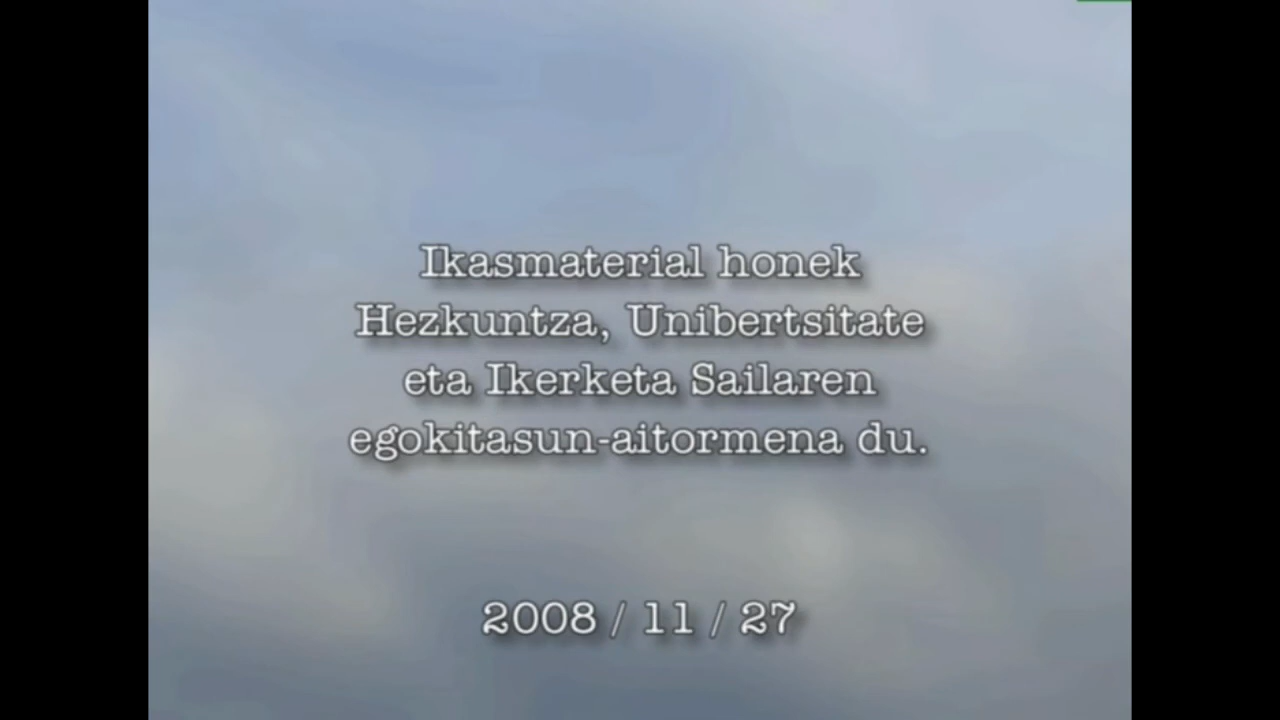 Ikasmaterial honek
Hezkuntza, Unibertsitate
eta Ikerketa Sailaren
egokitasun-aitormena du.
2008 / 11 / 27